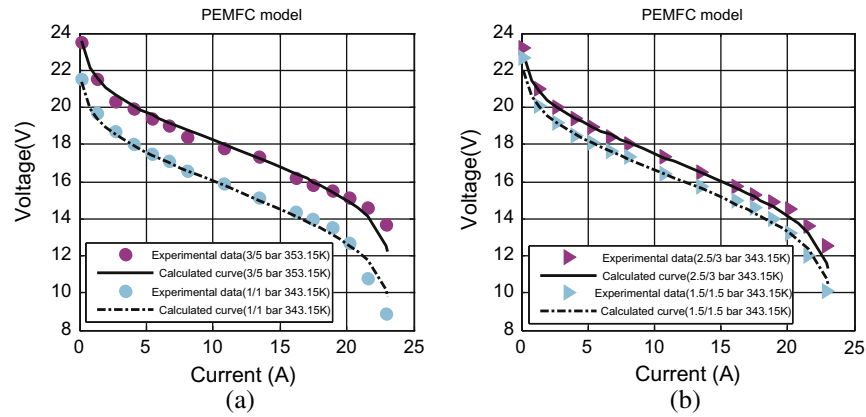 PEMFC model
24
22
20
18
16
14
12
10
8
Voltage(V)
Experimental data(3/5 bar 353.15K)
Calculated curve(3/5 bar 353.15K)
Experimental data(1/1 bar 343.15K)
Calculated curve(1/1 bar 343.15K)
0 5 10 15 20 25
Current (A)
(a)
PEMFC model
24
22
20
18
16
14
12
10
8
Voltage(V)
Experimental data(2.5/3 bar 343.15K)
Calculated curve(2.5/3 bar 343.15K)
Experimental data(1.5/1.5 bar 343.15K)
Calculated curve(1.5/1.5 bar 343.15K)
0 5 10 15 20 25
Current (A)
(b)